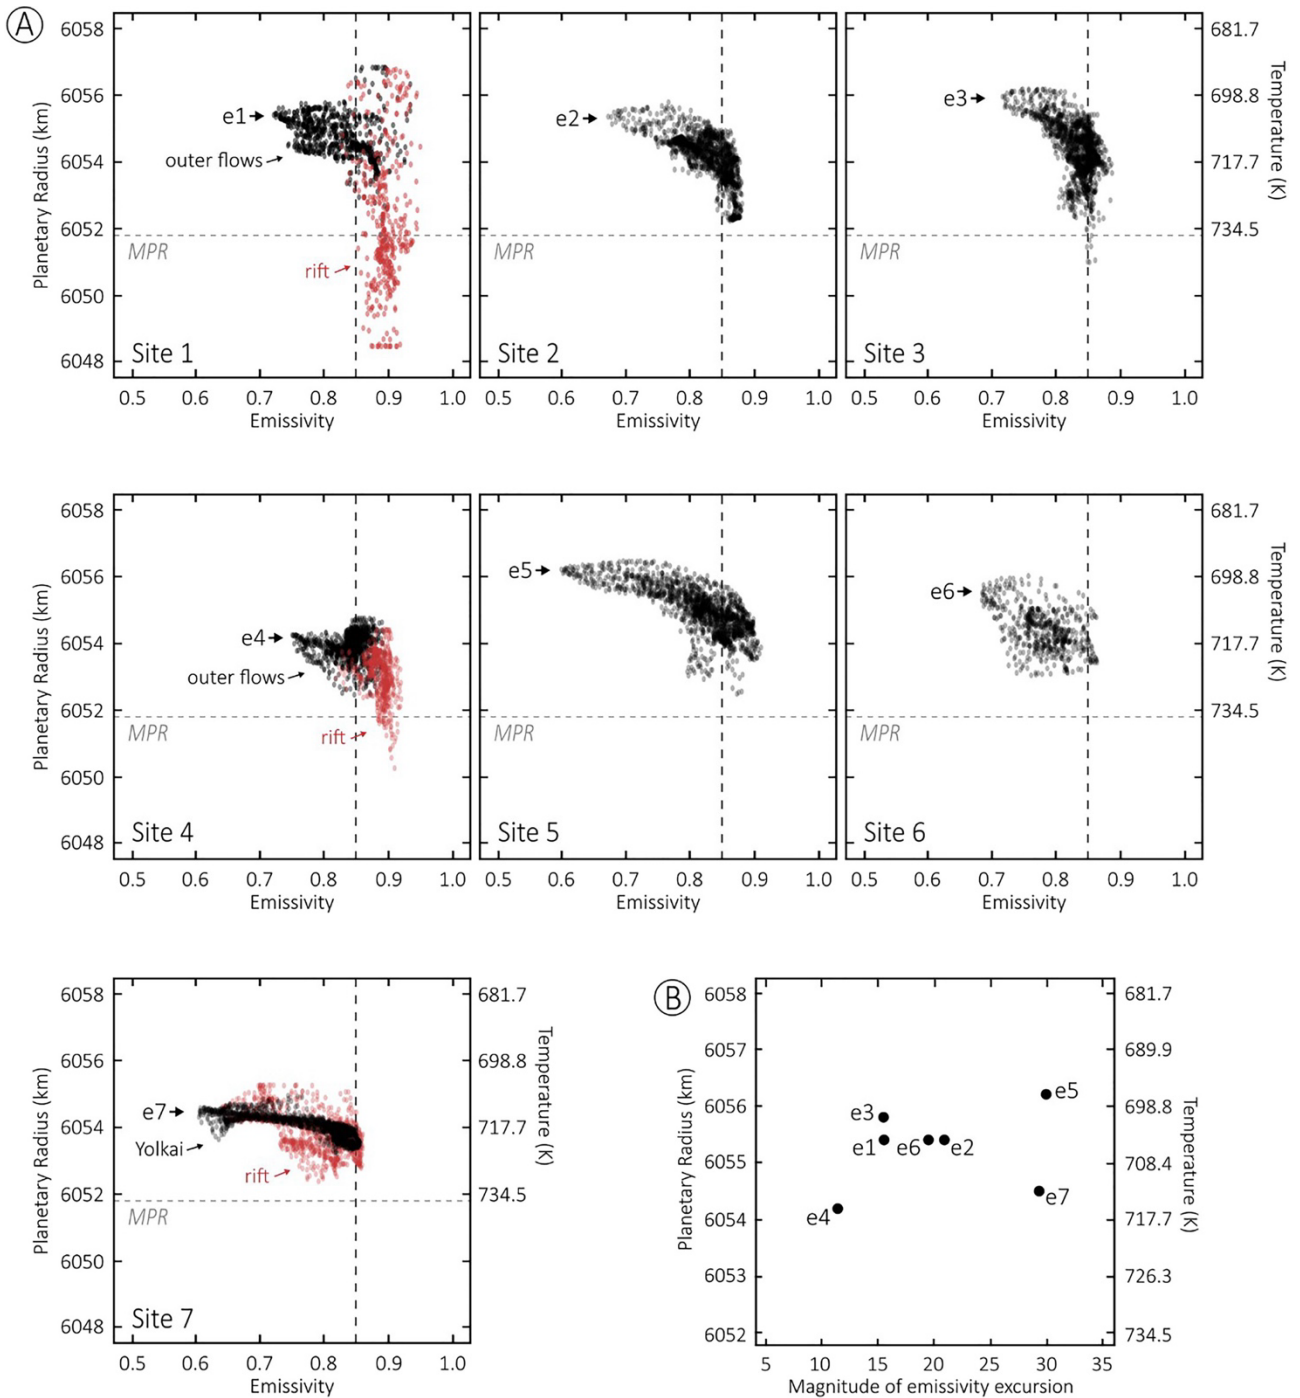 A
6058
6056
6054
6052
6050
6048
Planetary Radius (km)
e1
outer flows
MPR
rift
Site 1
0.5 0.6 0.7 0.8 0.9 1.0
Emissivity
e2
MPR
Site 2
0.5 0.6 0.7 0.8 0.9 1.0
Emissivity
e3
MPR
Site 3
0.5 0.6 0.7 0.8 0.9 1.0
Emissivity
681.7
698.8
717.7
734.5
Temperature (K)
6058
6056
6054
6052
6050
6048
Planetary Radius (km)
e4
outer flows
MPR
rift
Site 4
0.5 0.6 0.7 0.8 0.9 1.0
Emissivity
e5
MPR
Site 5
0.5 0.6 0.7 0.8 0.9 1.0
Emissivity
e6
MPR
Site 6
0.5 0.6 0.7 0.8 0.9 1.0
Emissivity
681.7
698.8
717.7
734.5
Temperature (K)
6058
6056
6054
6052
6050
6048
Planetary Radius (km)
e7
Yolkai
rift
MPR
Site 7
0.5 0.6 0.7 0.8 0.9 1.0
Emissivity
681.7
698.8
717.7
734.5
Temperature (K)
B
6058
6057
6056
6055
6054
6053
6052
Planetary Radius (km)
e5
e3
e1 e6 e2
e7
e4
5 10 15 20 25 30 35
Magnitude of emissivity excursion
681.7
689.9
698.8
708.4
717.7
726.3
734.5
Temperature (K)